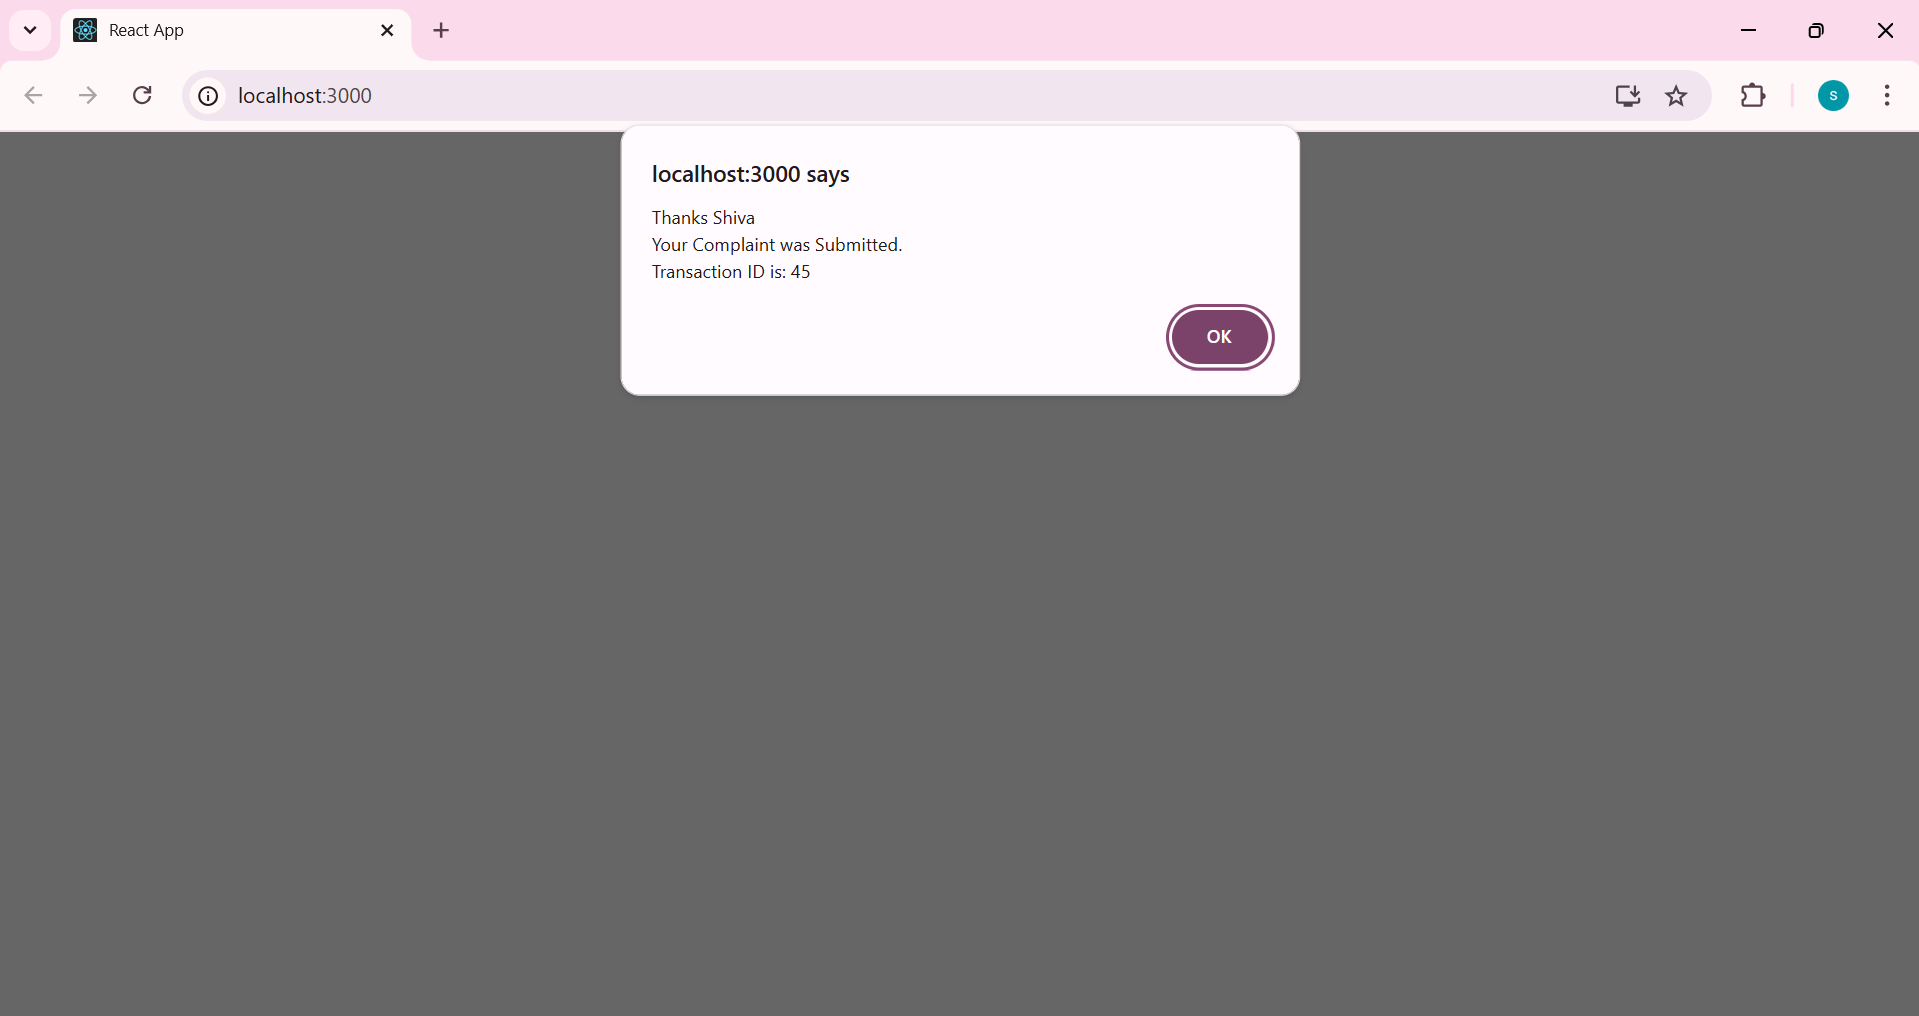 React App
localhost:3000
S
localhost:3000 says
Thanks Shiva
Your Complaint was Submitted.
Transaction ID is: 45
OK